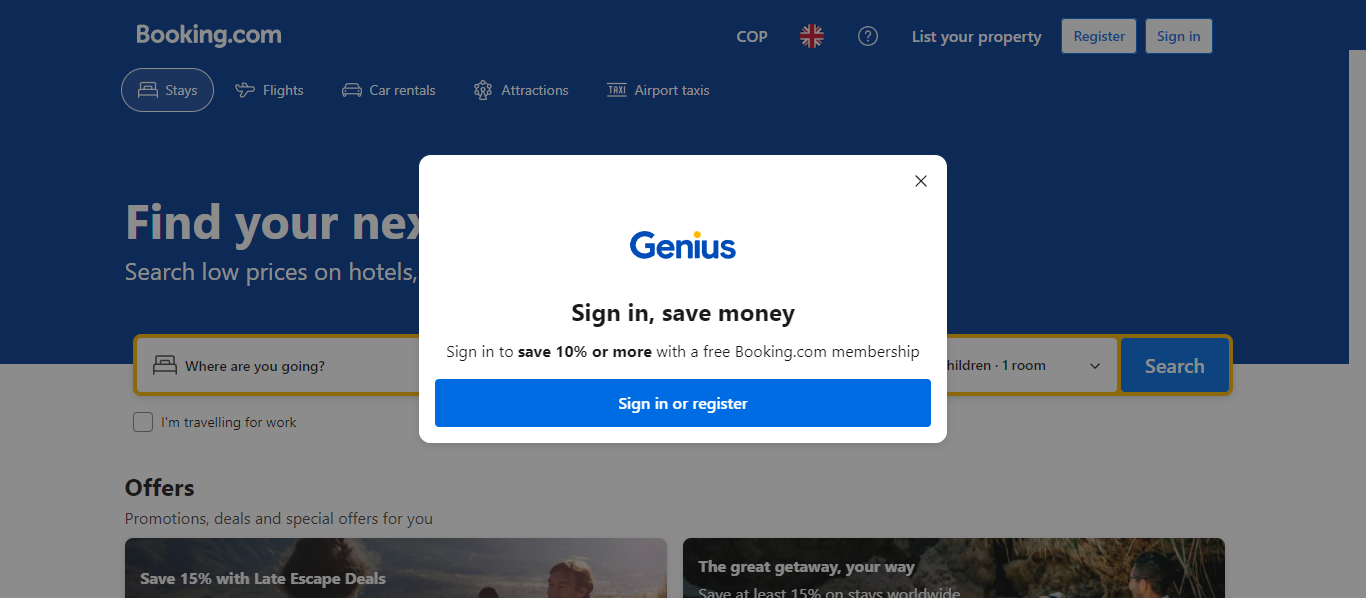 Booking.com
COP
List your property
Register
Sign in
Stays
Flights
Car rentals
Attractions
TAXI
Airport taxis
Find your nex
Search low prices on hotels,
Genius
Sign in, save money
Sign in to save 10% or more with a free Booking.com membership
Sign in or register
Where are you going?
hildren · 1 room
Search
I'm travelling for work
Offers
Promotions, deals and special offers for you
Save 15% with Late Escape Deals
The great getaway, your way
Save at least 15% on stays worldwide